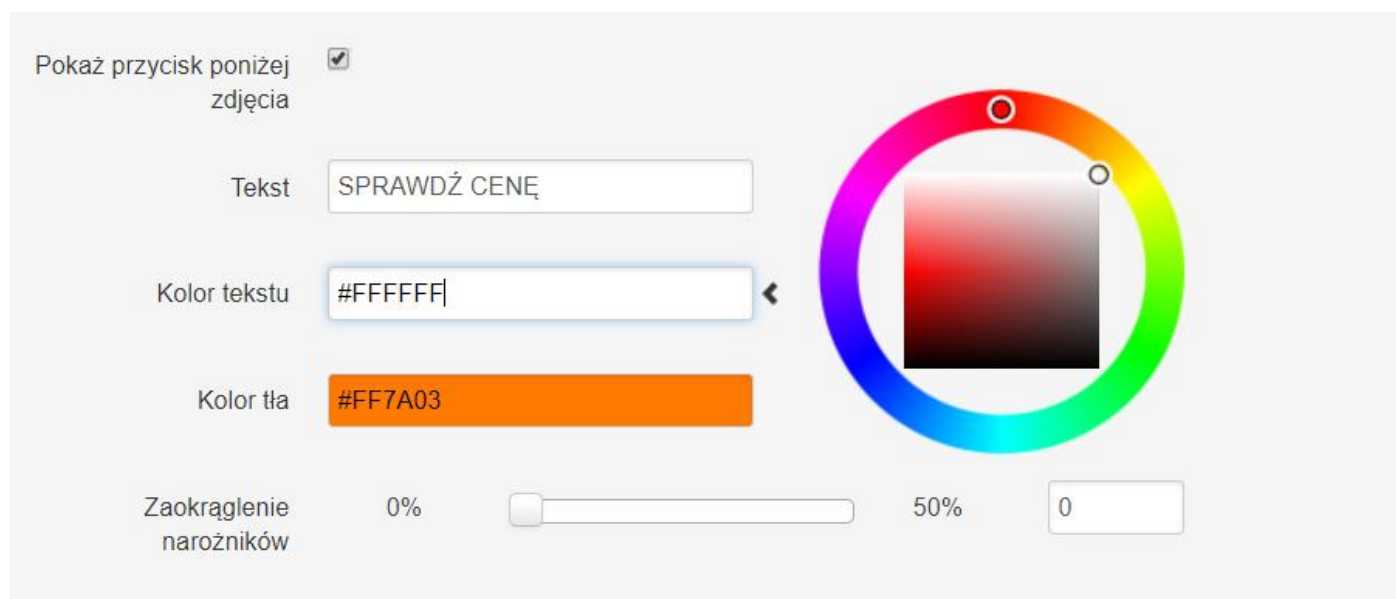 Pokaż przycisk poniżej
zdjęcia
Tekst SPRAWDŹ CENĘ
Kolor tekstu #FFFFFF
Kolor tła #FF7A03
Zaokrąglenie
narożników
0% 50% 0